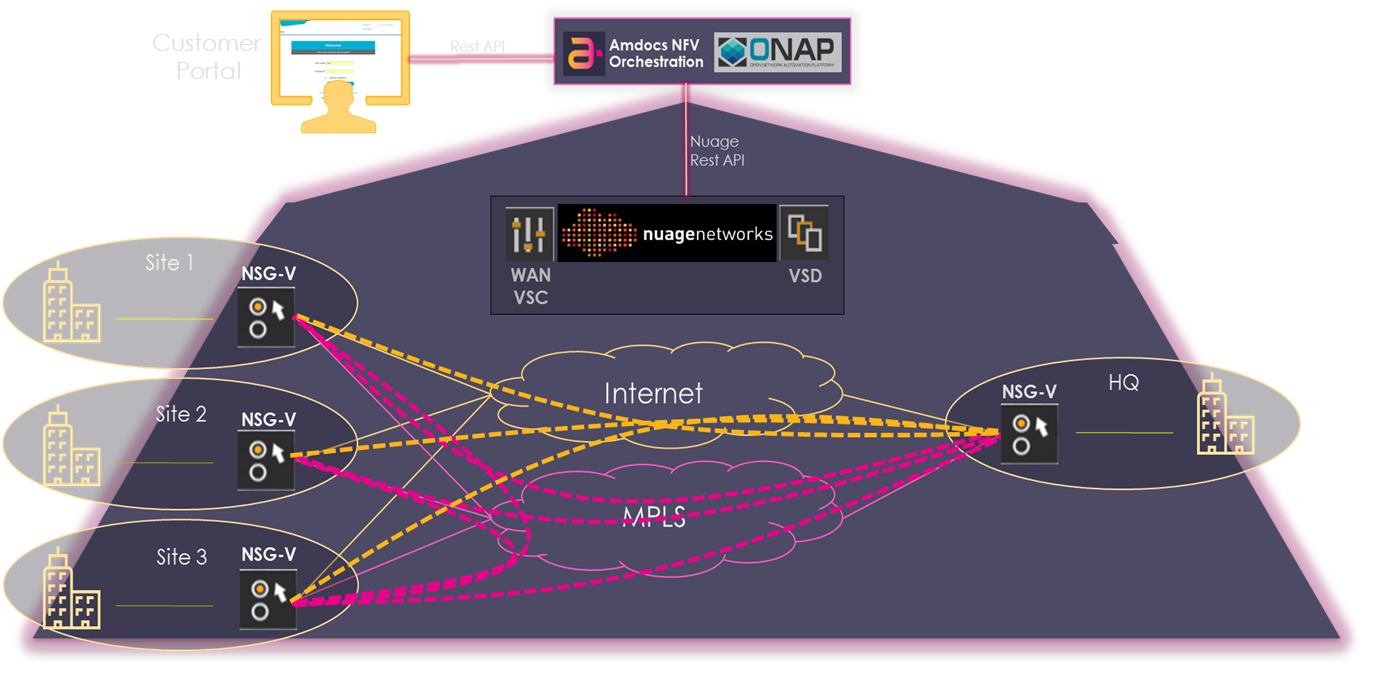 Customer
Portal
Rest API
Welcome
Amdocs NFV
Orchestration
ONAP
OPEN NETWORK AUTOMATION PLATFORM
Nuage
Rest API
nuagenetworks
WAN
VSC
VSD
Site 1
NSG-V
Site 2
NSG-V
Site 3
NSG-V
Internet
MPLS
NSG-V
HQ